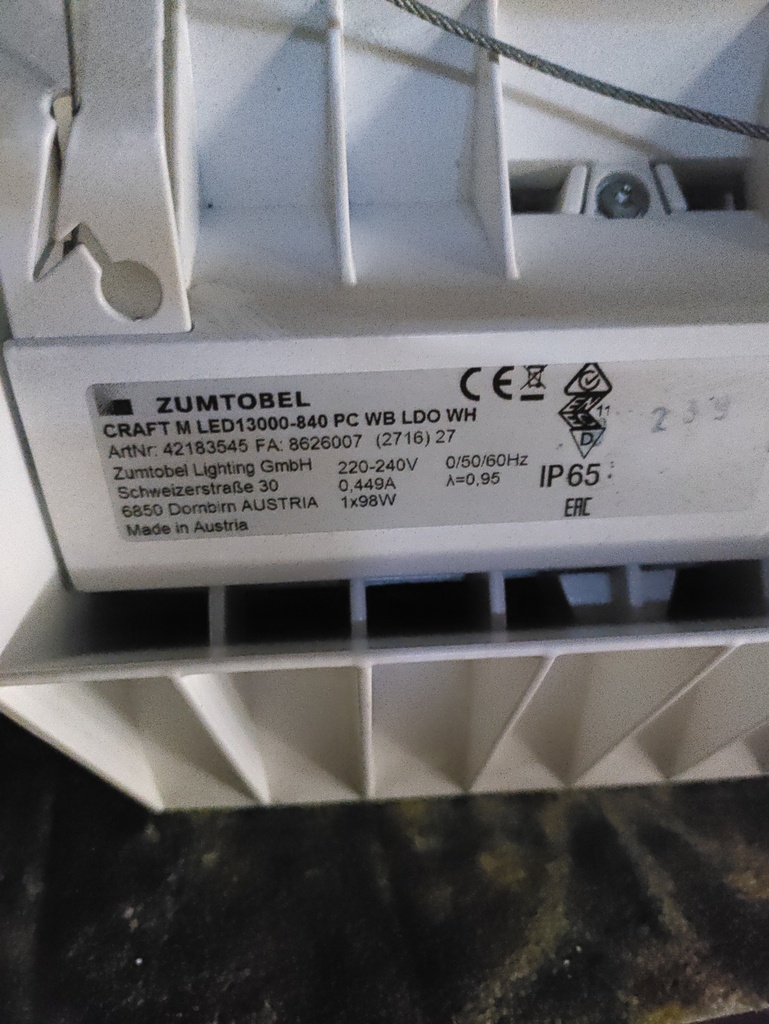 ZUMTOBEL
CRAFT M LED13000-840 PC WB LDO WH
ArtNr: 42183545 FA: 8626007 (2716) 27
Zumtobel Lighting GmbH 220-240V 0/50/60Hz
Schweizerstraße 30 0,449A λ=0,95
6850 Dornbirn AUSTRIA 1x98W
Made in Austria
CE
11
D
IP65
EAC
239